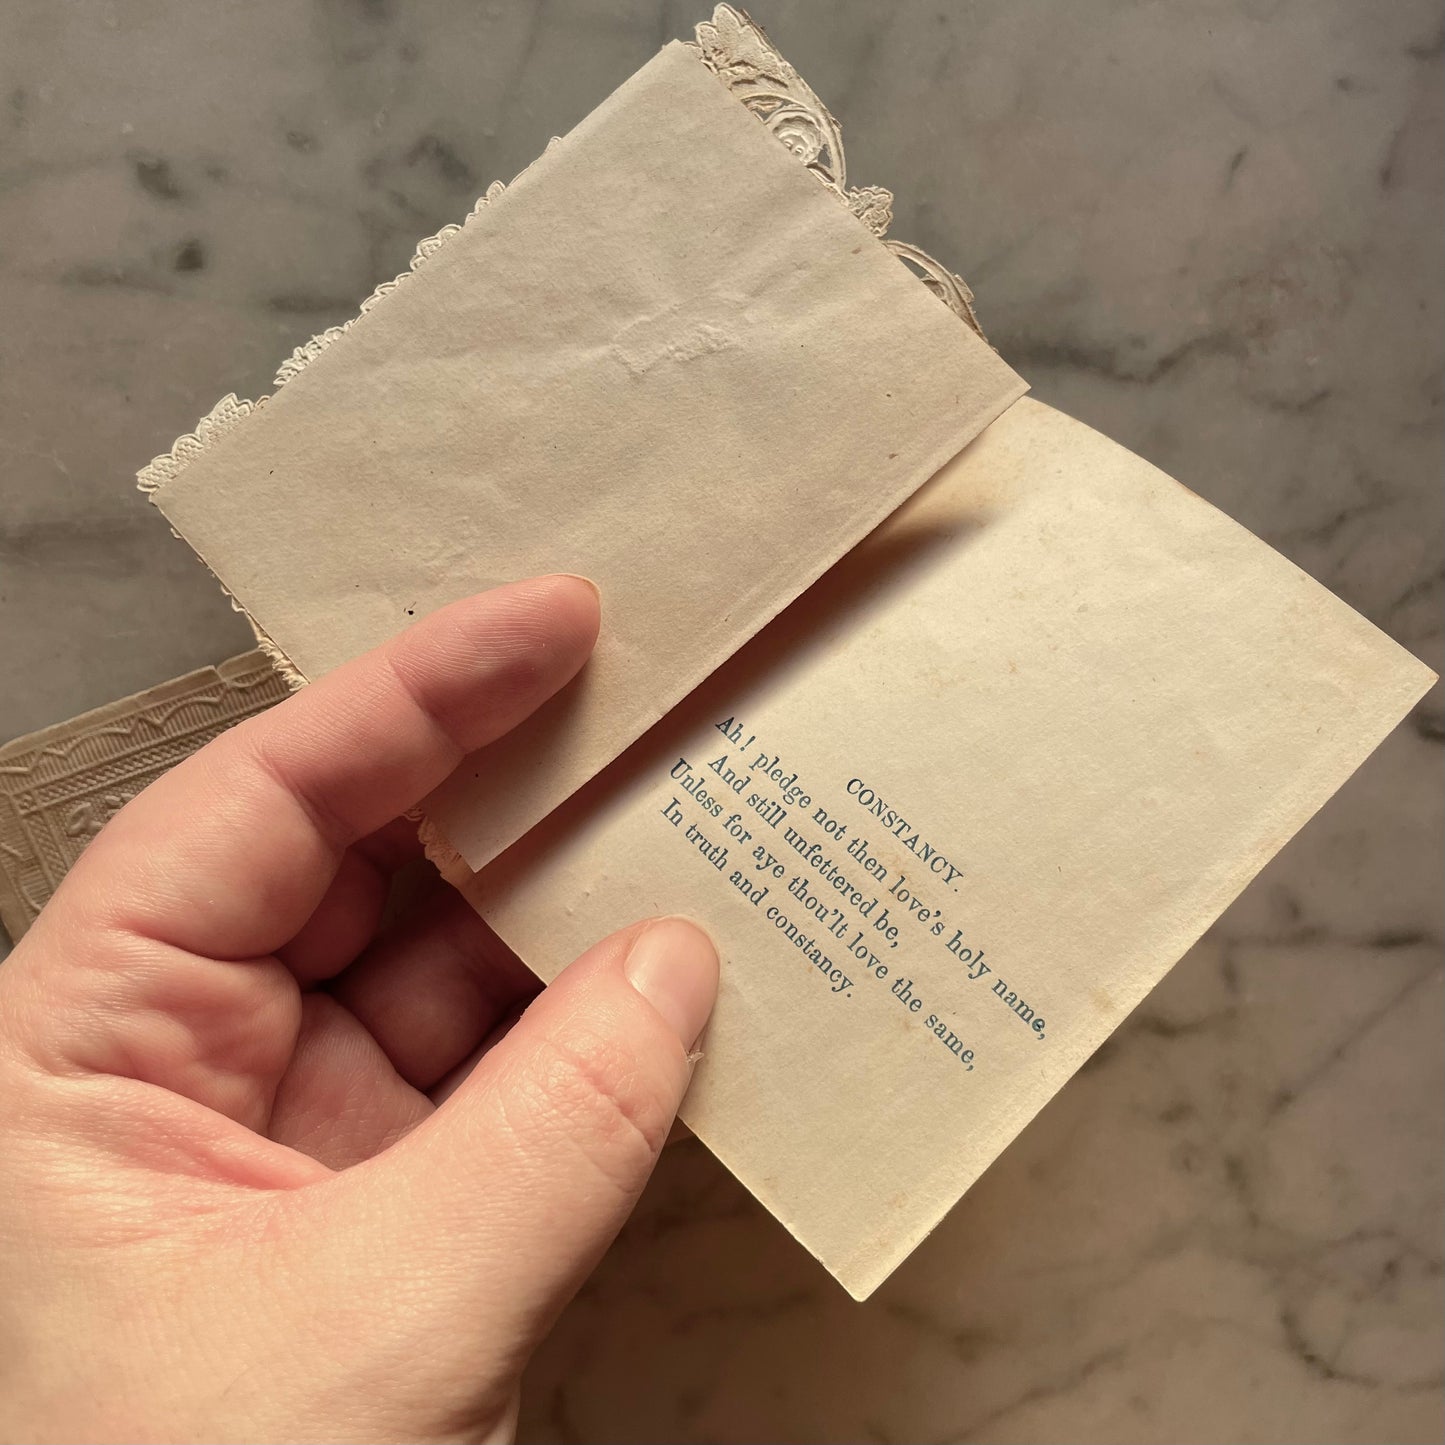 CONSTANCY.
Ah! pledge not then love's holy name,
And still unfettered be,
Unless for aye thou'lt love the same,
In truth and constancy.